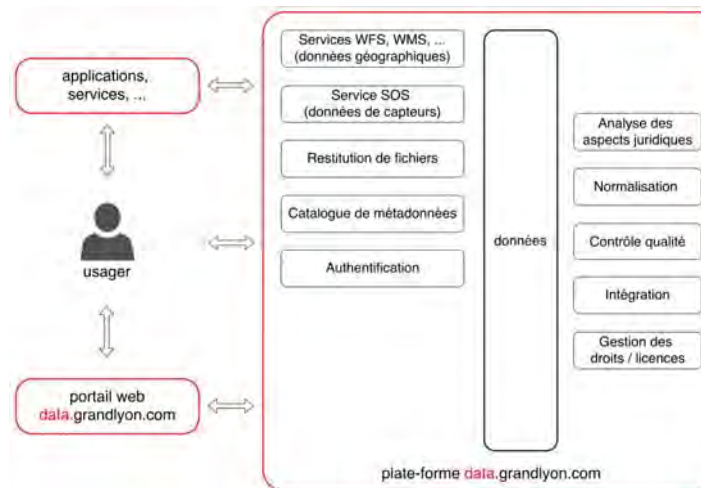 applications,
services, ...
usager
portail web
data.grandlyon.com
Services WFS, WMS, ...
(données géographiques)
Service SOS
(données de capteurs)
Restitution de fichiers
Catalogue de métadonnées
Authentification
données
Analyse des
aspects juridiques
Normalisation
Contrôle qualité
Intégration
Gestion des
droits / licences
plate-forme data.grandlyon.com